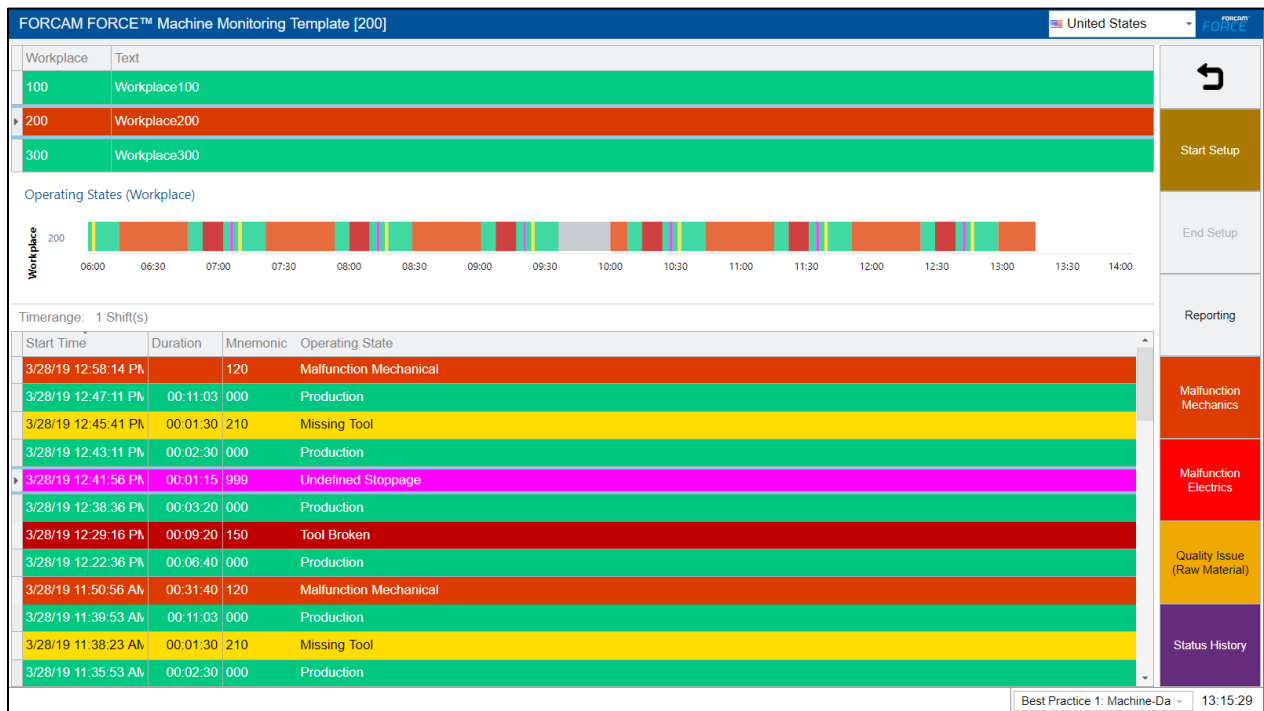 FORCAM FORCE™ Machine Monitoring Template [200]
United States
FORCAM
FORCE
Workplace Text
100 Workplace100
200 Workplace200
300 Workplace300
Operating States (Workplace)
Workplace
200
06:00 06:30 07:00 07:30 08:00 08:30 09:00 09:30 10:00 10:30 11:00 11:30 12:00 12:30 13:00 13:30 14:00
Timerange: 1 Shift(s)
Start Time Duration Mnemonic Operating State
3/28/19 12:58:14 PM 120 Malfunction Mechanical
3/28/19 12:47:11 PM 00:11:03 000 Production
3/28/19 12:45:41 PM 00:01:30 210 Missing Tool
3/28/19 12:43:11 PM 00:02:30 000 Production
3/28/19 12:41:56 PM 00:01:15 999 Undefined Stoppage
3/28/19 12:38:36 PM 00:03:20 000 Production
3/28/19 12:29:16 PM 00:09:20 150 Tool Broken
3/28/19 12:22:36 PM 00:06:40 000 Production
3/28/19 11:50:56 AM 00:31:40 120 Malfunction Mechanical
3/28/19 11:39:53 AM 00:11:03 000 Production
3/28/19 11:38:23 AM 00:01:30 210 Missing Tool
3/28/19 11:35:53 AM 00:02:30 000 Production
Start Setup
End Setup
Reporting
Malfunction
Mechanics
Malfunction
Electrics
Quality Issue
(Raw Material)
Status History
Best Practice 1: Machine-Da
13:15:29